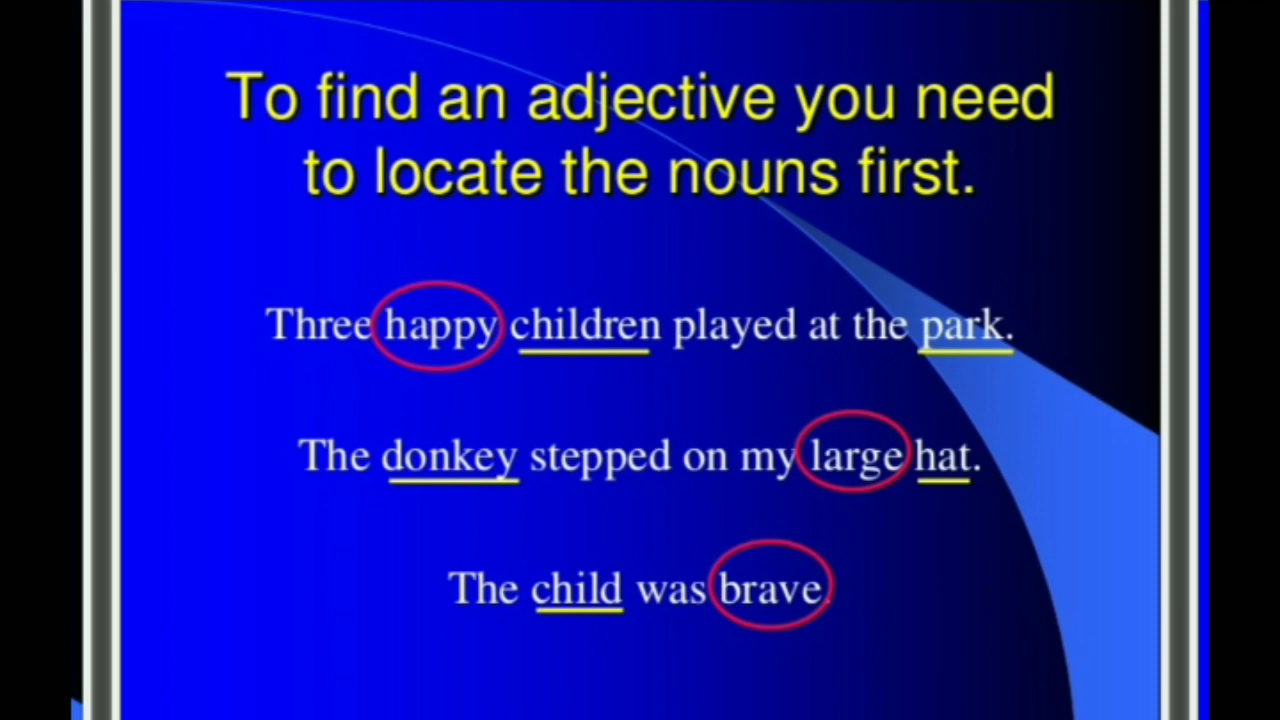 To find an adjective you need
to locate the nouns first.
Three happy children played at the park.
The donkey stepped on my large hat.
The child was brave.